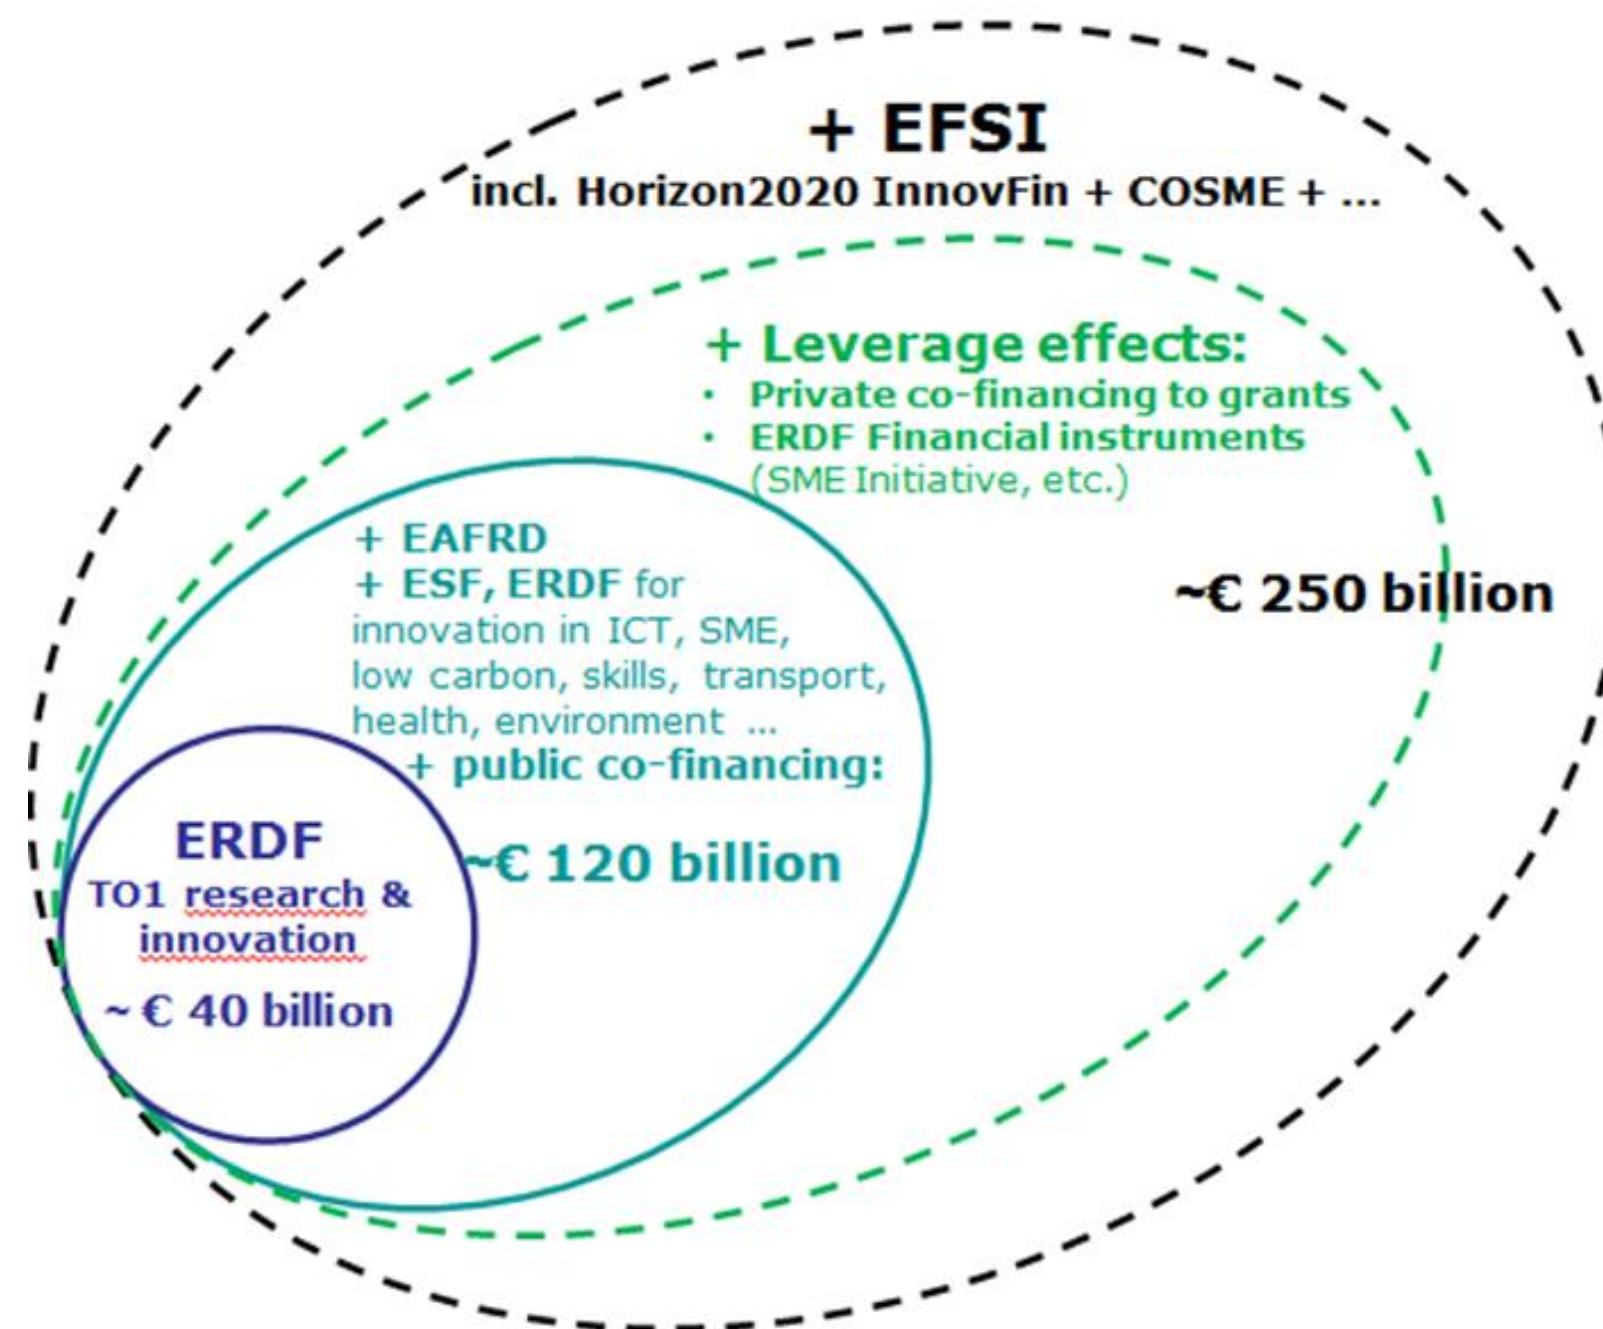 + EFSI
incl. Horizon2020 InnovFin + COSME + ...
+ Leverage effects:
• Private co-financing to grants
• ERDF Financial instruments
(SME Initiative, etc.)
+ EAFRD
+ ESF, ERDF for
innovation in ICT, SME,
low carbon, skills, transport,
health, environment ...
+ public co-financing:
~€ 120 billion
~€ 250 billion
ERDF
TO1 research &
innovation
~ € 40 billion